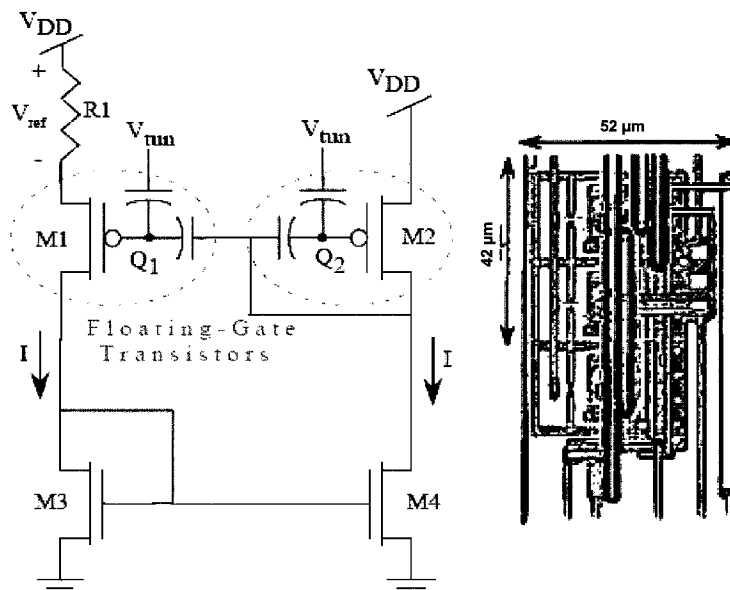 VDD
+
Vref
R1
-
VDD
Vtun
Vtun
M1
Q1
Q2
M2
Floating-Gate
Transistors
I
I
M3
M4
52 µm
42 µm